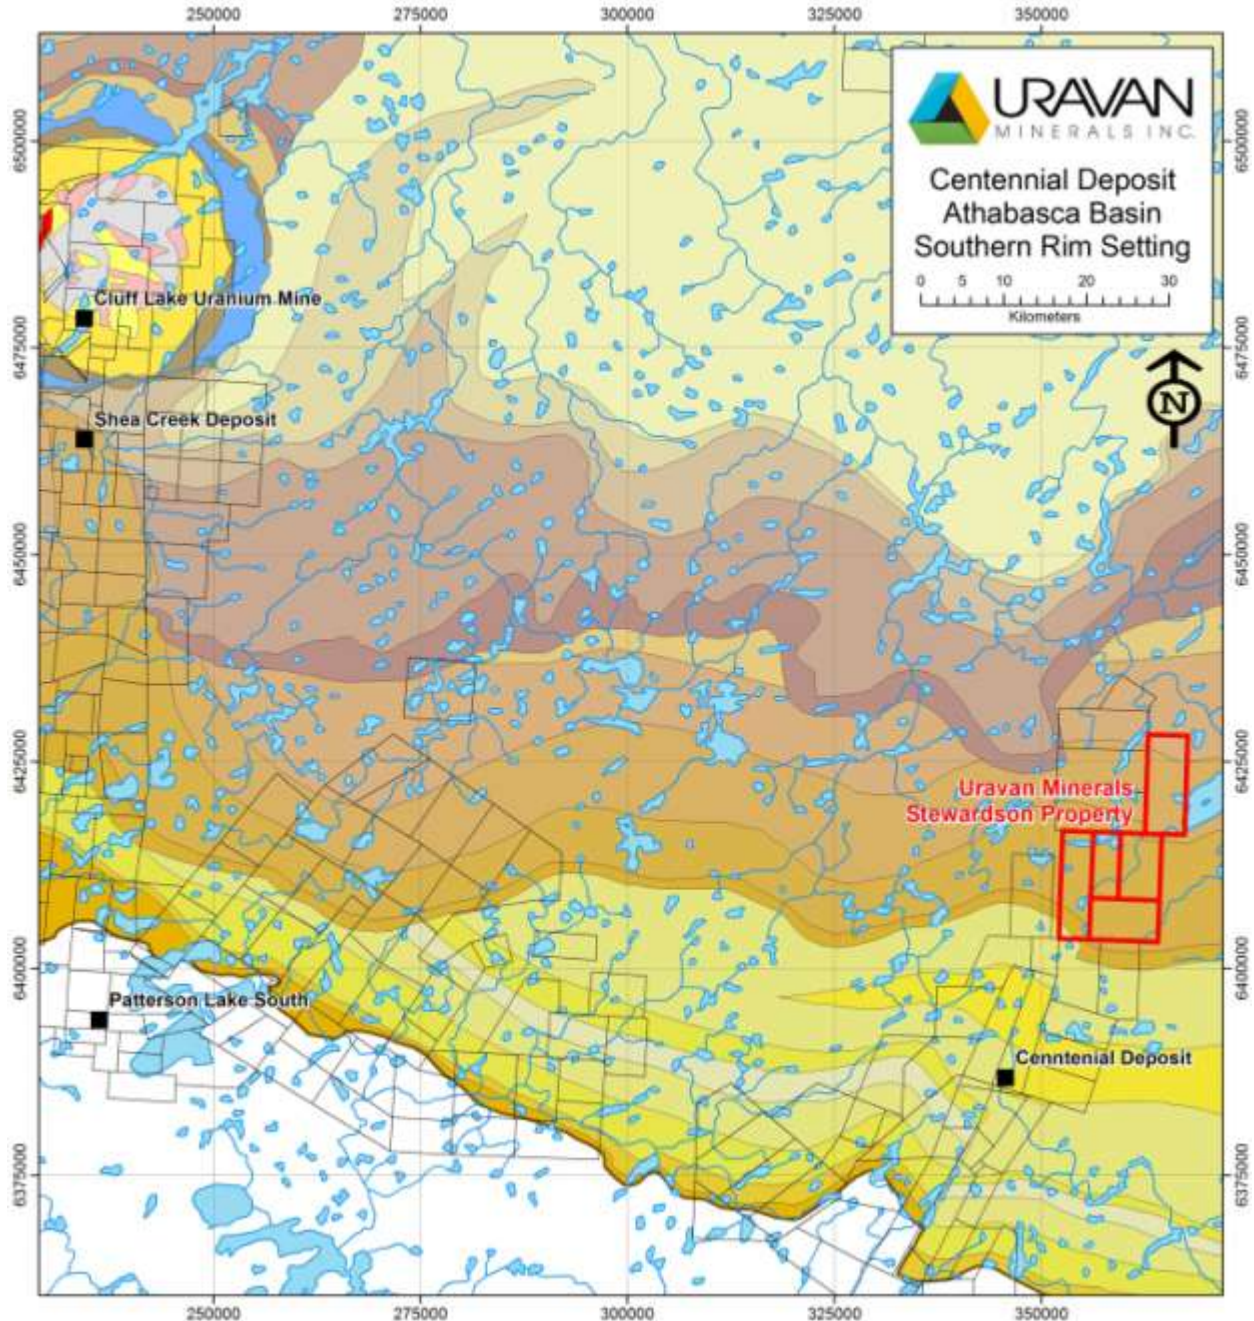 250000 275000 300000 325000 350000
URAVAN
MINERALS INC.
Centennial Deposit
Athabasca Basin
Southern Rim Setting
0 5 10 20 30
Kilometers
N
6500000 6500000
Cluff Lake Uranium Mine
6475000 6475000
Shea Creek Deposit
6450000 6450000
6425000 6425000
Uravan Minerals
Stewardson Property
6400000 6400000
Patterson Lake South
Cenntenial Deposit
6375000 6375000
250000 275000 300000 325000 350000